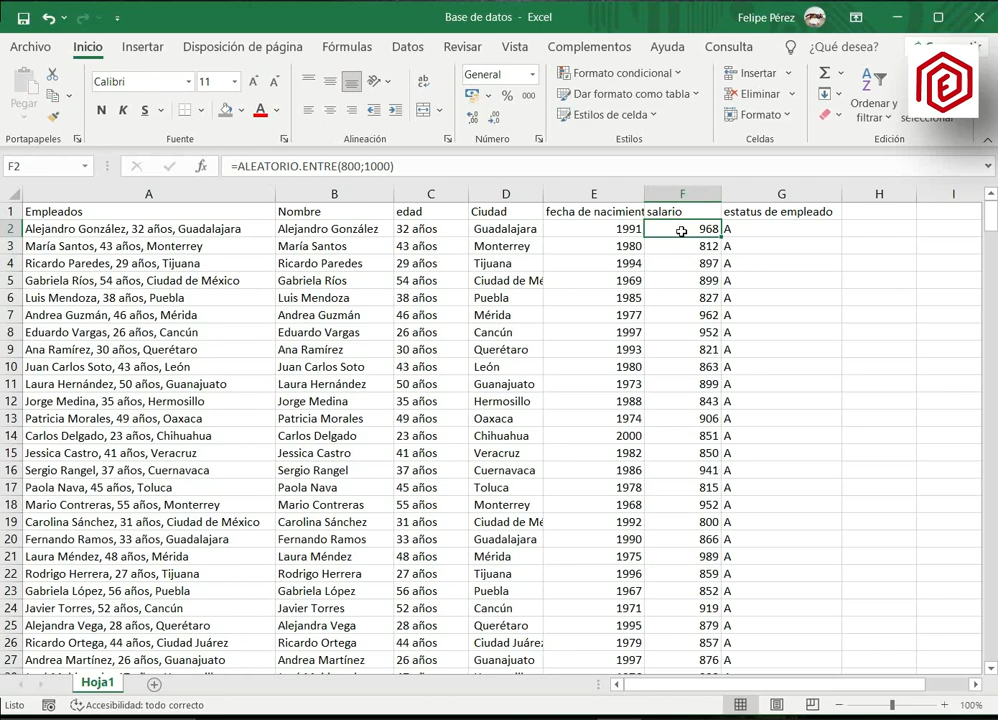 Base de datos - Excel
Felipe Pérez
Archivo Inicio Insertar Disposición de página Fórmulas Datos Revisar Vista Complementos Ayuda Consulta ¿Qué desea?
Pegar
Calibri 11
N K S
General
% 000
Formato condicional
Dar formato como tabla
Estilos de celda
Insertar
Eliminar
Formato
Ordenar y
filtrar
Portapapeles Fuente Alineación Número Estilos Celdas Edición
F2 fx =ALEATORIO.ENTRE(800;1000)
A B C D E F G H I
1 Empleados Nombre edad Ciudad fecha de nacimient salario estatus de empleado
2 Alejandro González, 32 años, Guadalajara Alejandro González 32 años Guadalajara 1991 968 A
3 María Santos, 43 años, Monterrey María Santos 43 años Monterrey 1980 812 A
4 Ricardo Paredes, 29 años, Tijuana Ricardo Paredes 29 años Tijuana 1994 897 A
5 Gabriela Ríos, 54 años, Ciudad de México Gabriela Ríos 54 años Ciudad de Mé 1969 899 A
6 Luis Mendoza, 38 años, Puebla Luis Mendoza 38 años Puebla 1985 827 A
7 Andrea Guzmán, 46 años, Mérida Andrea Guzmán 46 años Mérida 1977 962 A
8 Eduardo Vargas, 26 años, Cancún Eduardo Vargas 26 años Cancún 1997 952 A
9 Ana Ramírez, 30 años, Querétaro Ana Ramírez 30 años Querétaro 1993 821 A
10 Juan Carlos Soto, 43 años, León Juan Carlos Soto 43 años León 1980 863 A
11 Laura Hernández, 50 años, Guanajuato Laura Hernández 50 años Guanajuato 1973 899 A
12 Jorge Medina, 35 años, Hermosillo Jorge Medina 35 años Hermosillo 1988 843 A
13 Patricia Morales, 49 años, Oaxaca Patricia Morales 49 años Oaxaca 1974 906 A
14 Carlos Delgado, 23 años, Chihuahua Carlos Delgado 23 años Chihuahua 2000 851 A
15 Jessica Castro, 41 años, Veracruz Jessica Castro 41 años Veracruz 1982 850 A
16 Sergio Rangel, 37 años, Cuernavaca Sergio Rangel 37 años Cuernavaca 1986 941 A
17 Paola Nava, 45 años, Toluca Paola Nava 45 años Toluca 1978 815 A
18 Mario Contreras, 55 años, Monterrey Mario Contreras 55 años Monterrey 1968 952 A
19 Carolina Sánchez, 31 años, Ciudad de México Carolina Sánchez 31 años Ciudad de Mé 1992 800 A
20 Fernando Ramos, 33 años, Guadalajara Fernando Ramos 33 años Guadalajara 1990 866 A
21 Laura Méndez, 48 años, Mérida Laura Méndez 48 años Mérida 1975 989 A
22 Rodrigo Herrera, 27 años, Tijuana Rodrigo Herrera 27 años Tijuana 1996 859 A
23 Gabriela López, 56 años, Puebla Gabriela López 56 años Puebla 1967 852 A
24 Javier Torres, 52 años, Cancún Javier Torres 52 años Cancún 1971 919 A
25 Alejandra Vega, 28 años, Querétaro Alejandra Vega 28 años Querétaro 1995 879 A
26 Ricardo Ortega, 44 años, Ciudad Juárez Ricardo Ortega 44 años Ciudad Juárez 1979 857 A
27 Andrea Martínez, 26 años, Guanajuato Andrea Martínez 26 años Guanajuato 1997 876 A
Hoja1
Listo Accesibilidad: todo correcto 100%